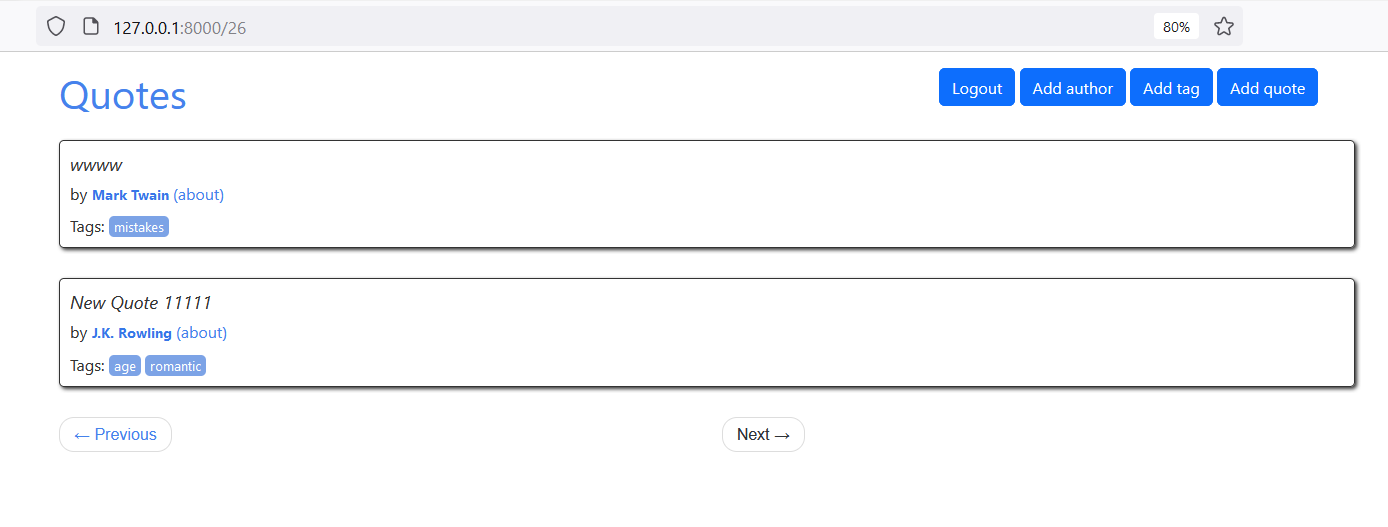 127.0.0.1:8000/26 80%
Quotes Logout Add author Add tag Add quote
wwww
by Mark Twain (about)
Tags: mistakes
New Quote 11111
by J.K. Rowling (about)
Tags: age romantic
← Previous Next →